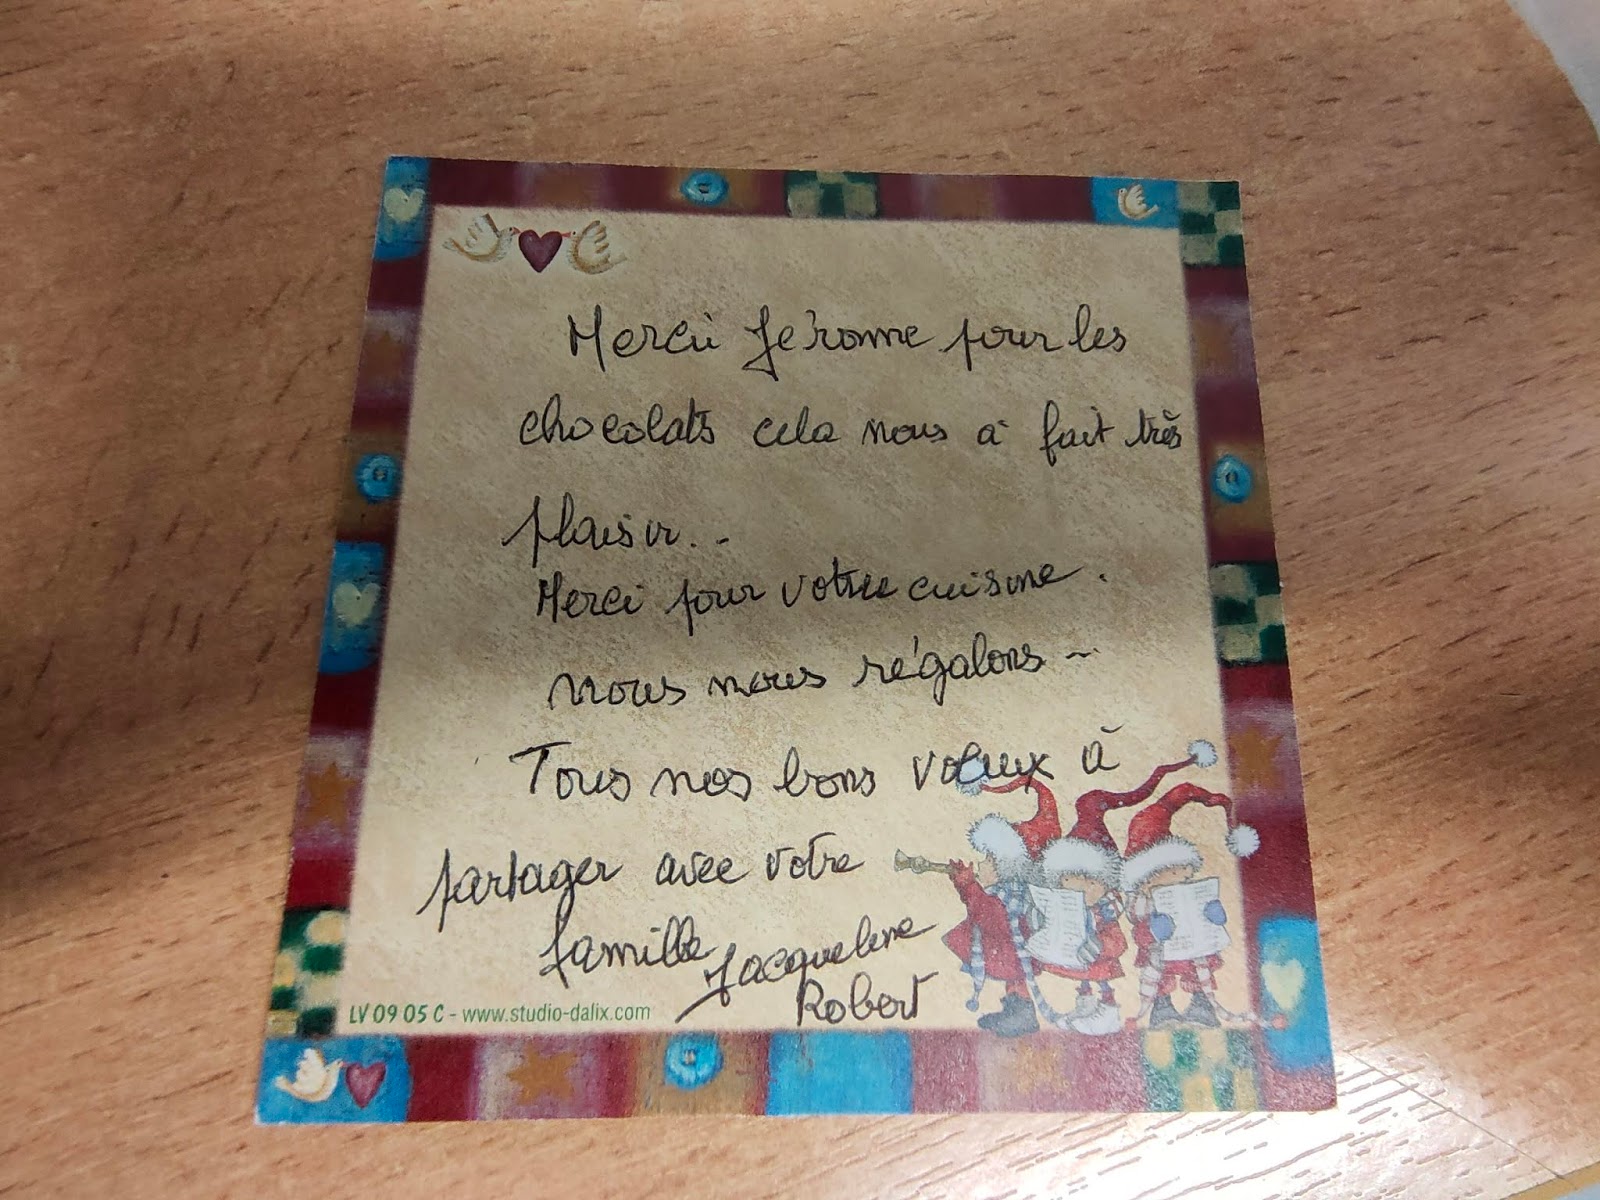 Merci Jérome pour les
chocolats cela nous à fait très
plaisir..
Merci pour votre cuisine.
nous nous régalons ~
Tous nos bons voeux à
partager avec votre
famille Jacqueline
Robert
LV 09 05 C - www.studio-dalix.com